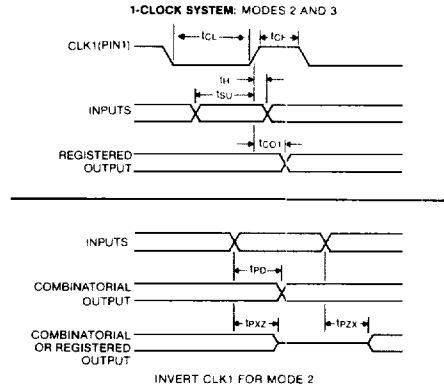 1-CLOCK SYSTEM: MODES 2 AND 3
tCL
tCH
CLK1(PIN1)
tH
tSU
INPUTS
tCO1
REGISTERED
OUTPUT
INPUTS
tPD
COMBINATORIAL
OUTPUT
tPXZ
tPZX
COMBINATORIAL
OR REGISTERED
OUTPUT
INVERT CLK1 FOR MODE 2